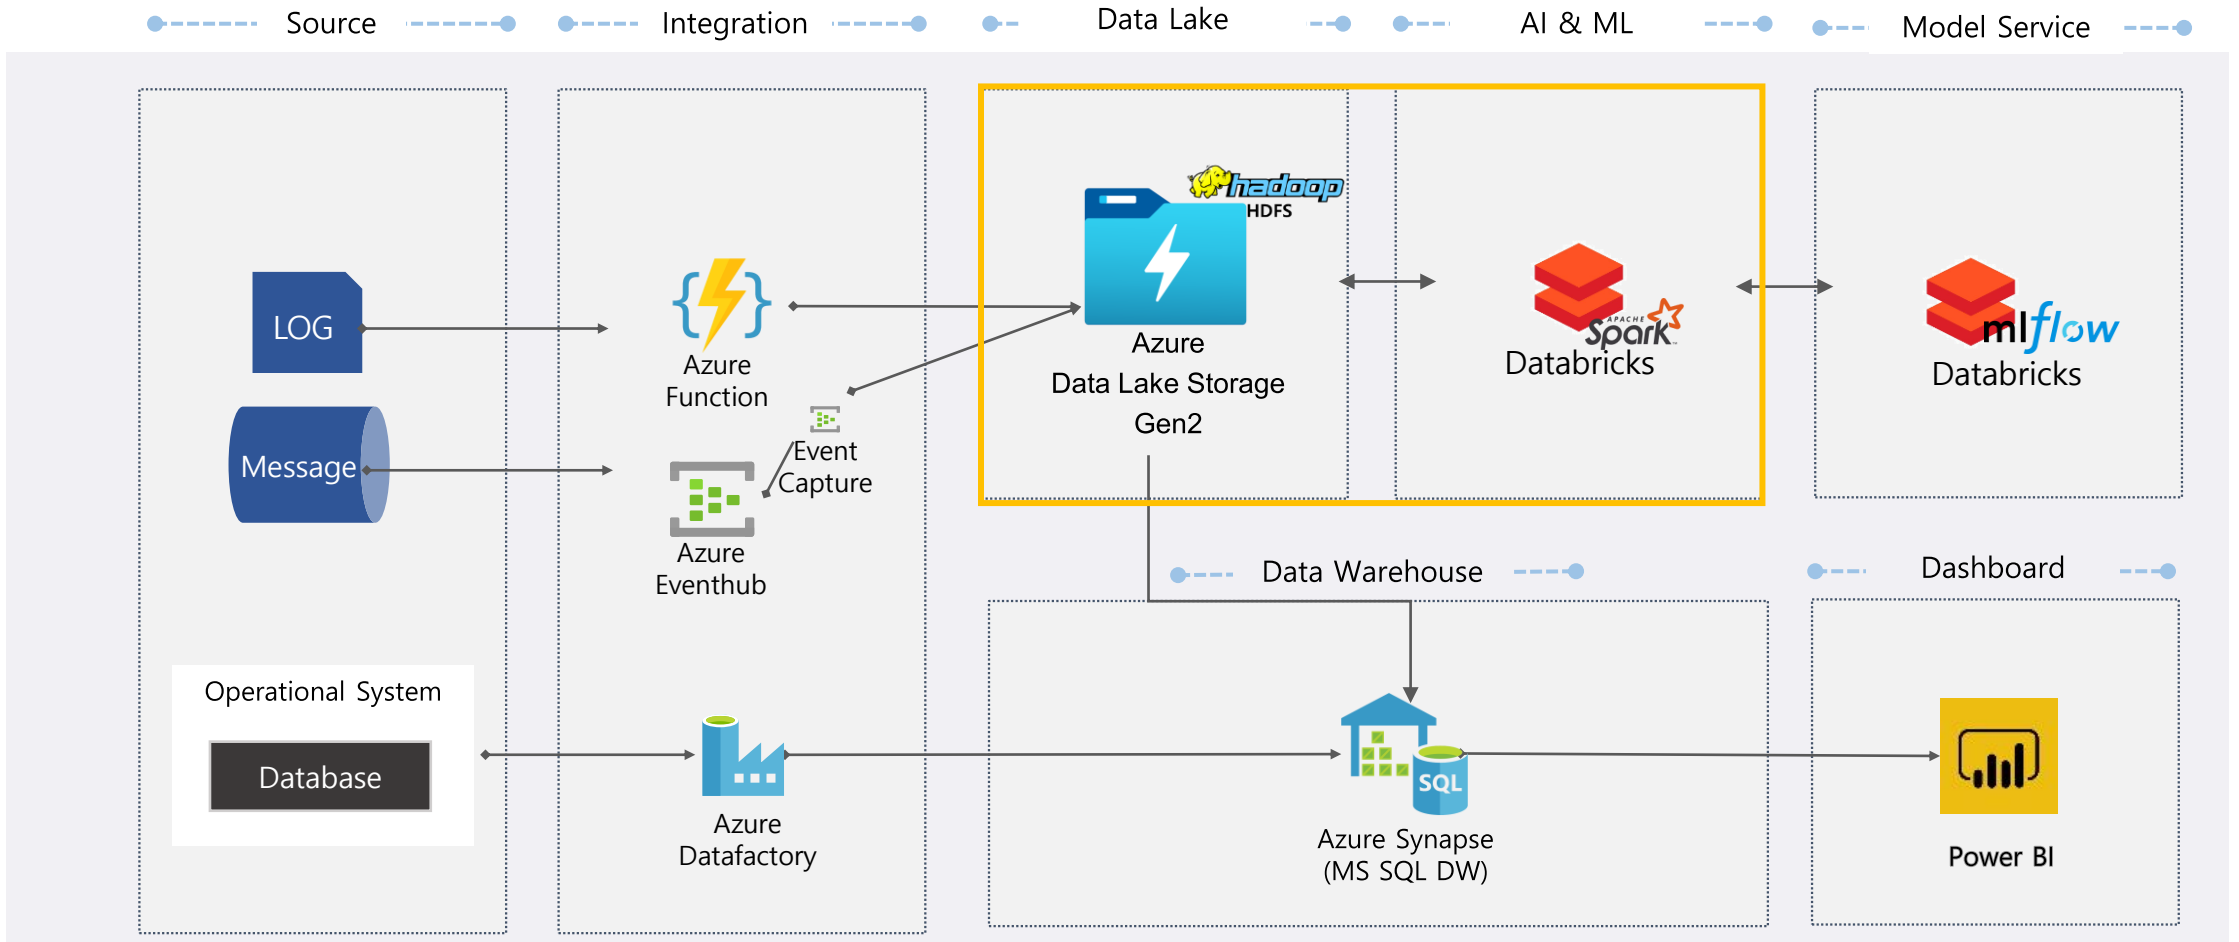 Source
Integration
Data Lake
AI & ML
Model Service
LOG
Message
Operational System
Database
Azure
Function
Event
Capture
Azure
Eventhub
Azure
Datafactory
hadoop
HDFS
Azure
Data Lake Storage
Gen2
APACHE
Spark™
Databricks
mlflow
Databricks
Data Warehouse
SQL
Azure Synapse
(MS SQL DW)
Dashboard
Power BI